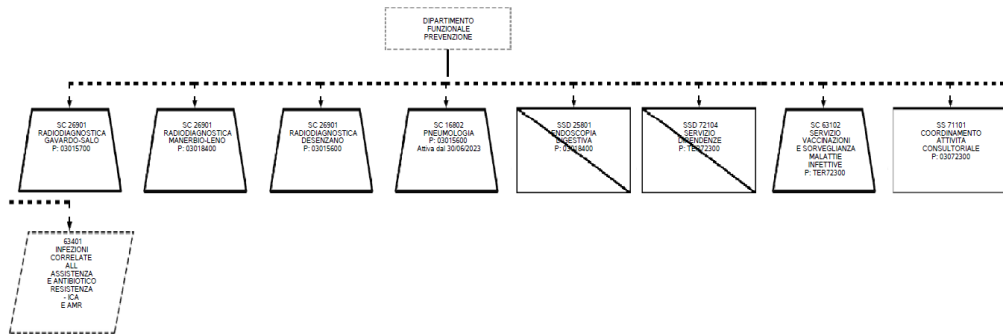 DIPARTIMENTO
FUNZIONALE
PREVENZIONE
SC 26901
RADIODIAGNOSTICA
GAVARDO-SALO
P: 03015700
SC 26901
RADIODIAGNOSTICA
MANERBIO-LENO
P: 03018400
SC 26901
RADIODIAGNOSTICA
DESENZANO
P: 03015600
SC 16802
PNEUMOLOGIA
P: 03015600
Attiva dal 30/06/2023
SSD 25801
ENDOSCOPIA
DIGESTIVA
P: 03018400
SSD 72104
SERVIZIO
DIPENDENZE
P: TER72300
SC 63102
SERVIZIO
VACCINAZIONI
E SORVEGLIANZA
MALATTIE
INFETTIVE
P: TER72300
SS 71101
COORDINAMENTO
ATTIVITA
CONSULTORIALE
P: 03072300
63401
INFEZIONI
CORRELATE
ALL
ASSISTENZA
E ANTIBIOTICO
RESISTENZA
- ICA
E AMR